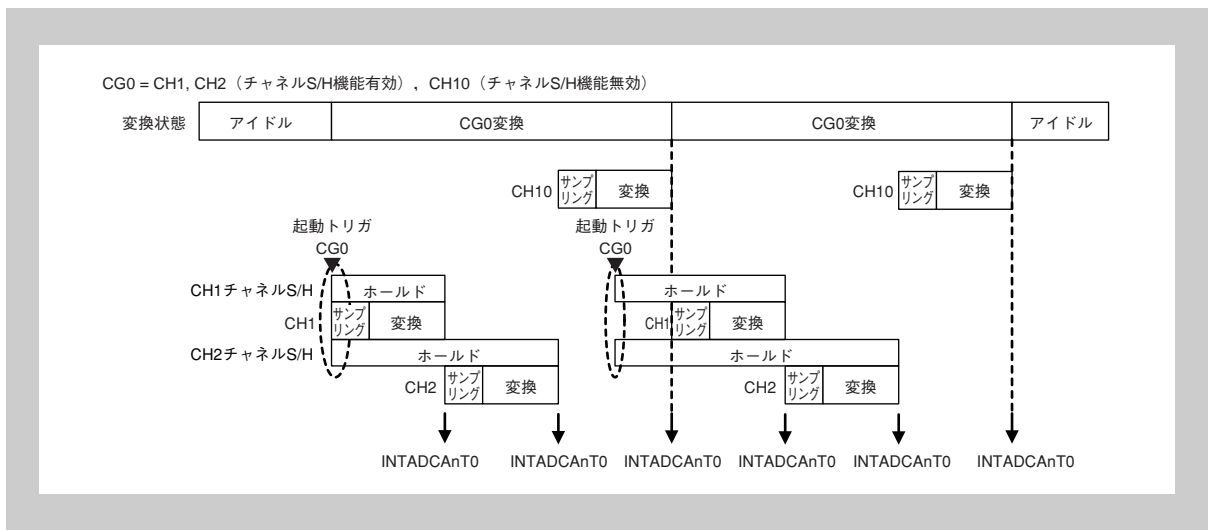 CG0 = CH1, CH2（チャネルS/H機能有効）, CH10（チャネルS/H機能無効）
変換状態 アイドル CG0変換 CG0変換 アイドル
CH10 サンプリング 変換 CH10 サンプリング 変換
起動トリガ 起動トリガ
CG0 CG0
CH1チャネルS/H ホールド ホールド
CH1 サンプリング 変換 CH1 サンプリング 変換
CH2チャネルS/H ホールド ホールド
CH2 サンプリング 変換 CH2 サンプリング 変換
INTADCAnT0 INTADCAnT0 INTADCAnT0 INTADCAnT0 INTADCAnT0 INTADCAnT0